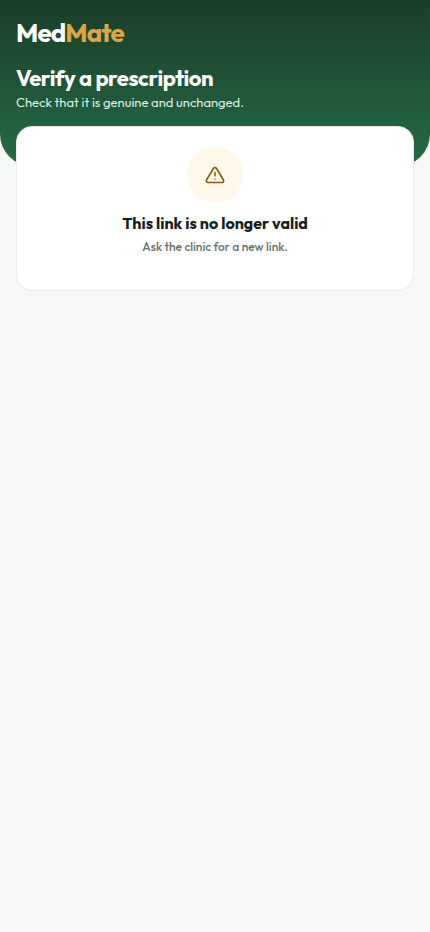 MedMate
Verify a prescription
Check that it is genuine and unchanged.
This link is no longer valid
Ask the clinic for a new link.